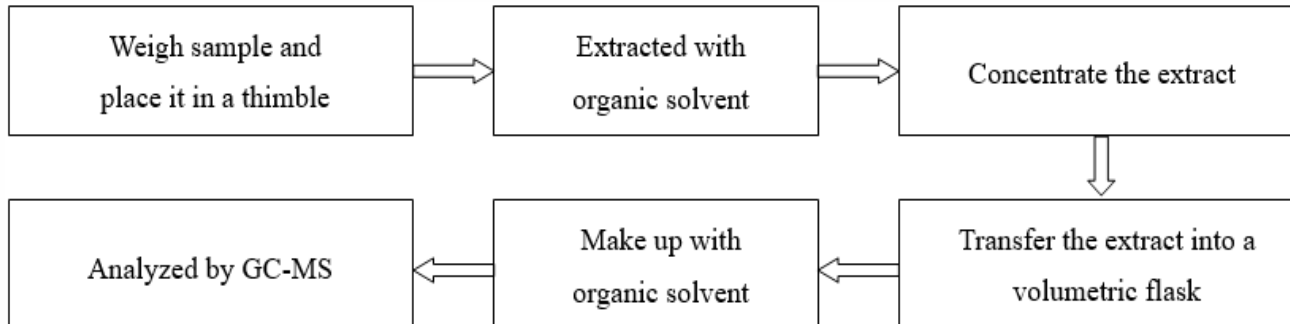 Weigh sample and
place it in a thimble
Extracted with
organic solvent
Concentrate the extract
Transfer the extract into a
volumetric flask
Make up with
organic solvent
Analyzed by GC-MS